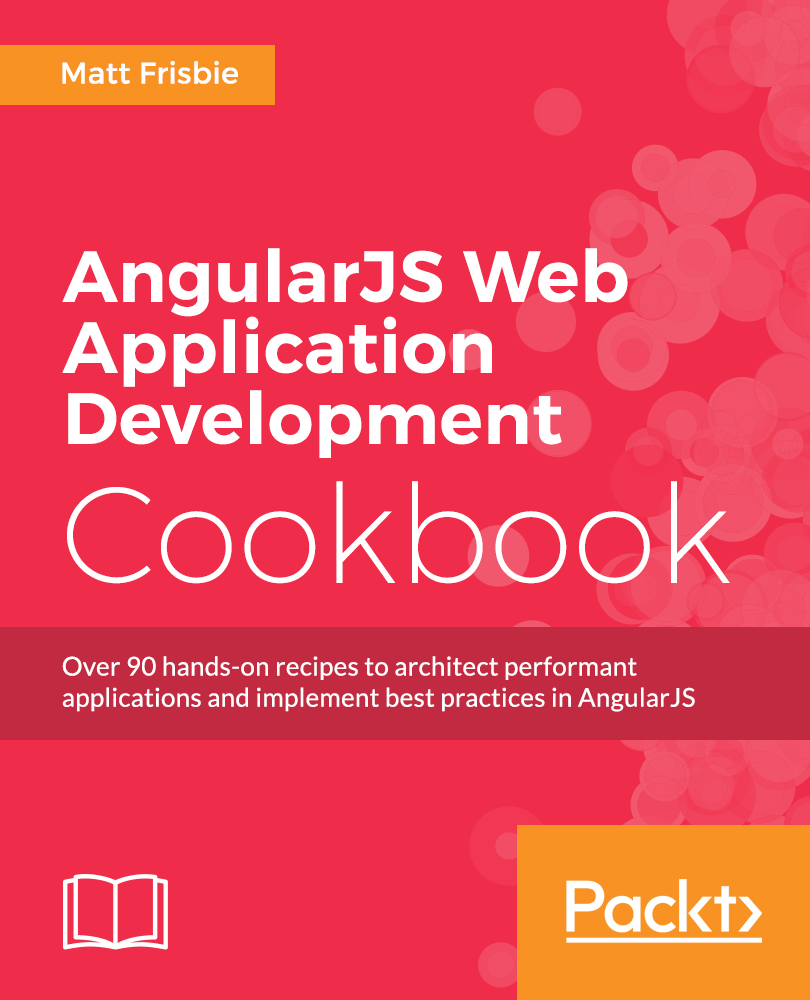 Matt Frisbie
AngularJS Web
Application
Development
Cookbook
Over 90 hands-on recipes to architect performant
applications and implement best practices in AngularJS
Packt>